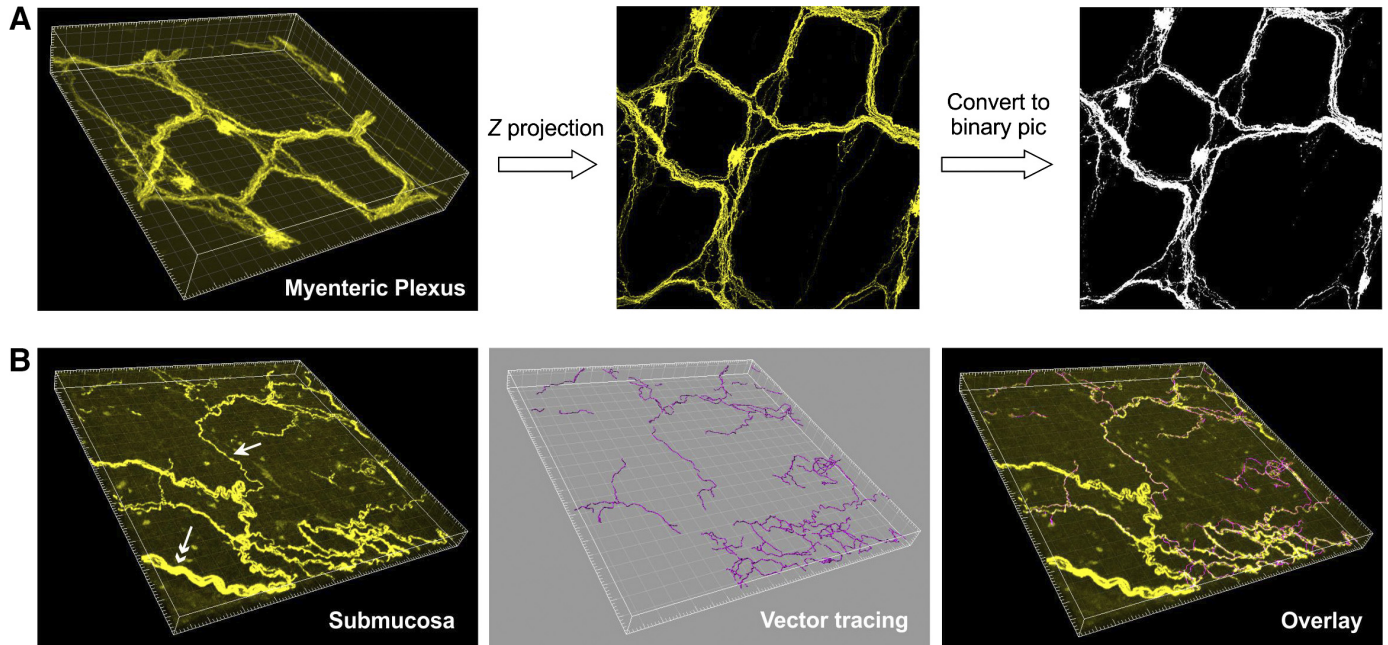 A
Myenteric Plexus
Z projection
Convert to
binary pic
B
Submucosa
Vector tracing
Overlay